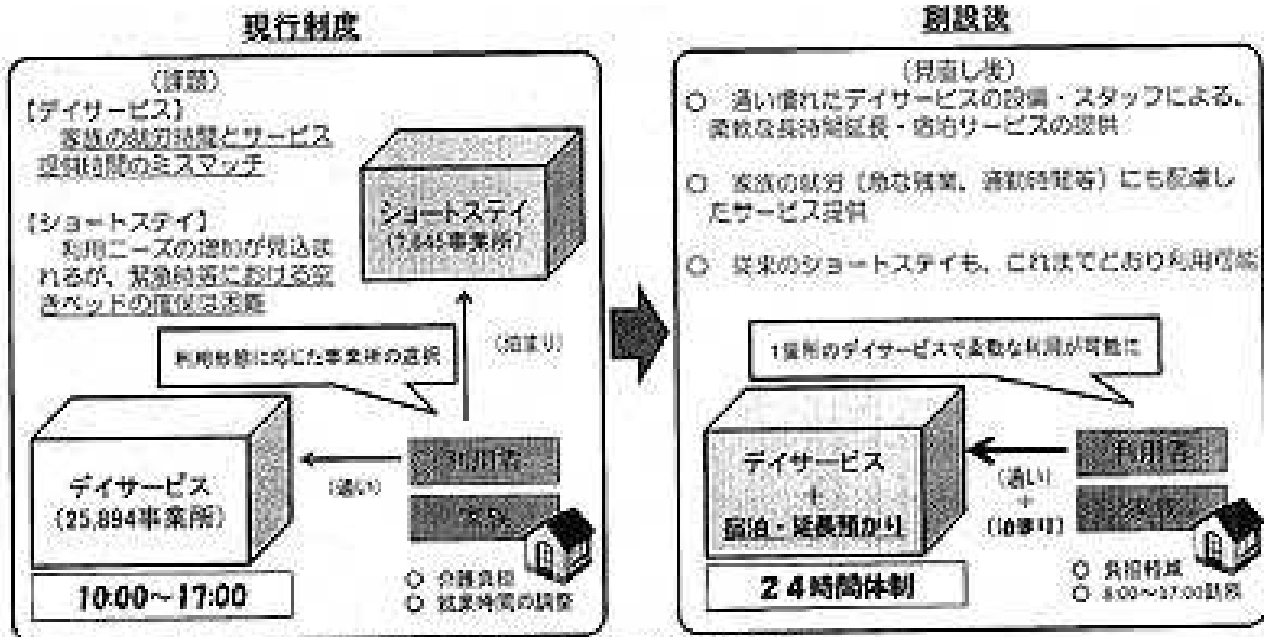 現行制度
(課題)
【デイサービス】
家族の就労時間とサービス
提供時間のミスマッチ
【ショートステイ】
利用ニーズの増加が見込ま
れるが、緊急時等における空
きベッドの確保は困難
ショートステイ
利用形態に応じた事業所の選択
(泊まり)
デイサービス
(25,894事業所)
(通い)
利用者
家族
10:00～17:00
○ 介護負担
○ 就業時間の調整
創設後
(見直し後)
○ 通い慣れたデイサービスの設備・スタッフによる、
柔軟な長時間延長・宿泊サービスの提供
○ 家族の就労(急な残業、通勤時間等)にも配慮し
たサービス提供
○ 従来のショートステイも、これまでどおり利用可能
1箇所のデイサービスで柔軟な利用が可能に
デイサービス
+
宿泊・延長預かり
(通い)
+
(泊まり)
利用者
家族
24時間体制
○ 負担軽減